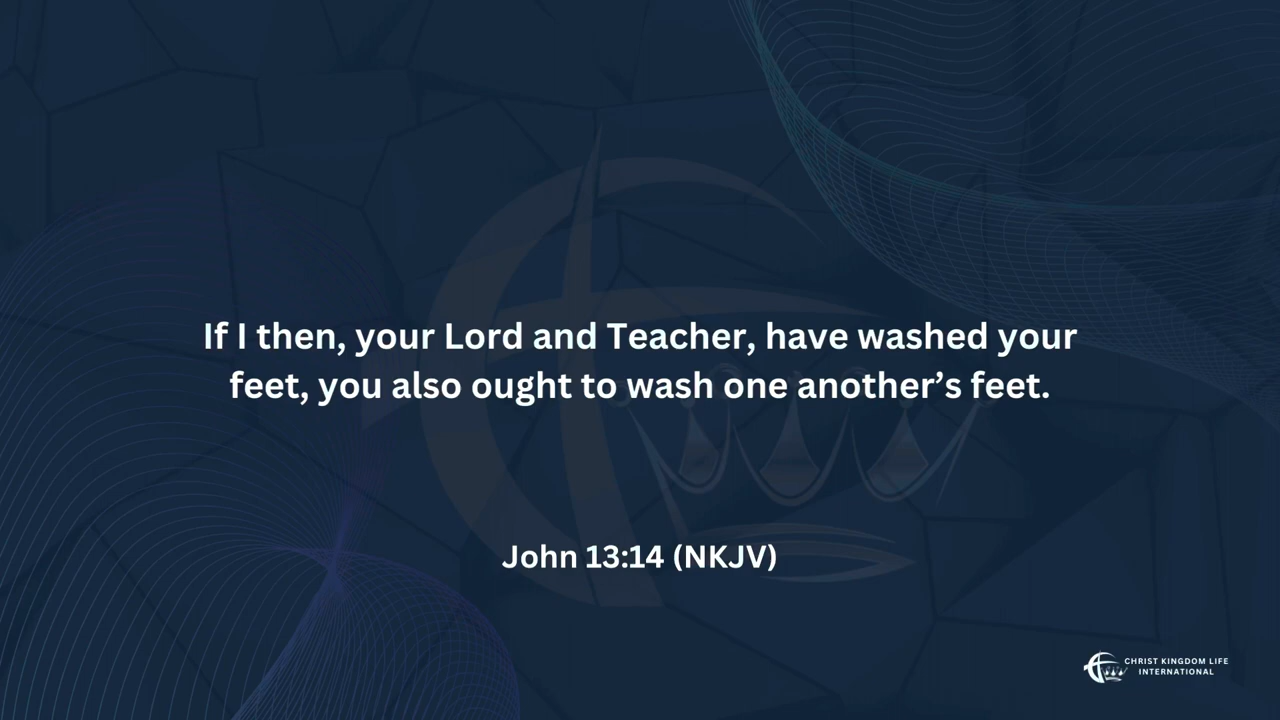 If I then, your Lord and Teacher, have washed your
feet, you also ought to wash one another’s feet.
John 13:14 (NKJV)
CHRIST KINGDOM LIFE
INTERNATIONAL